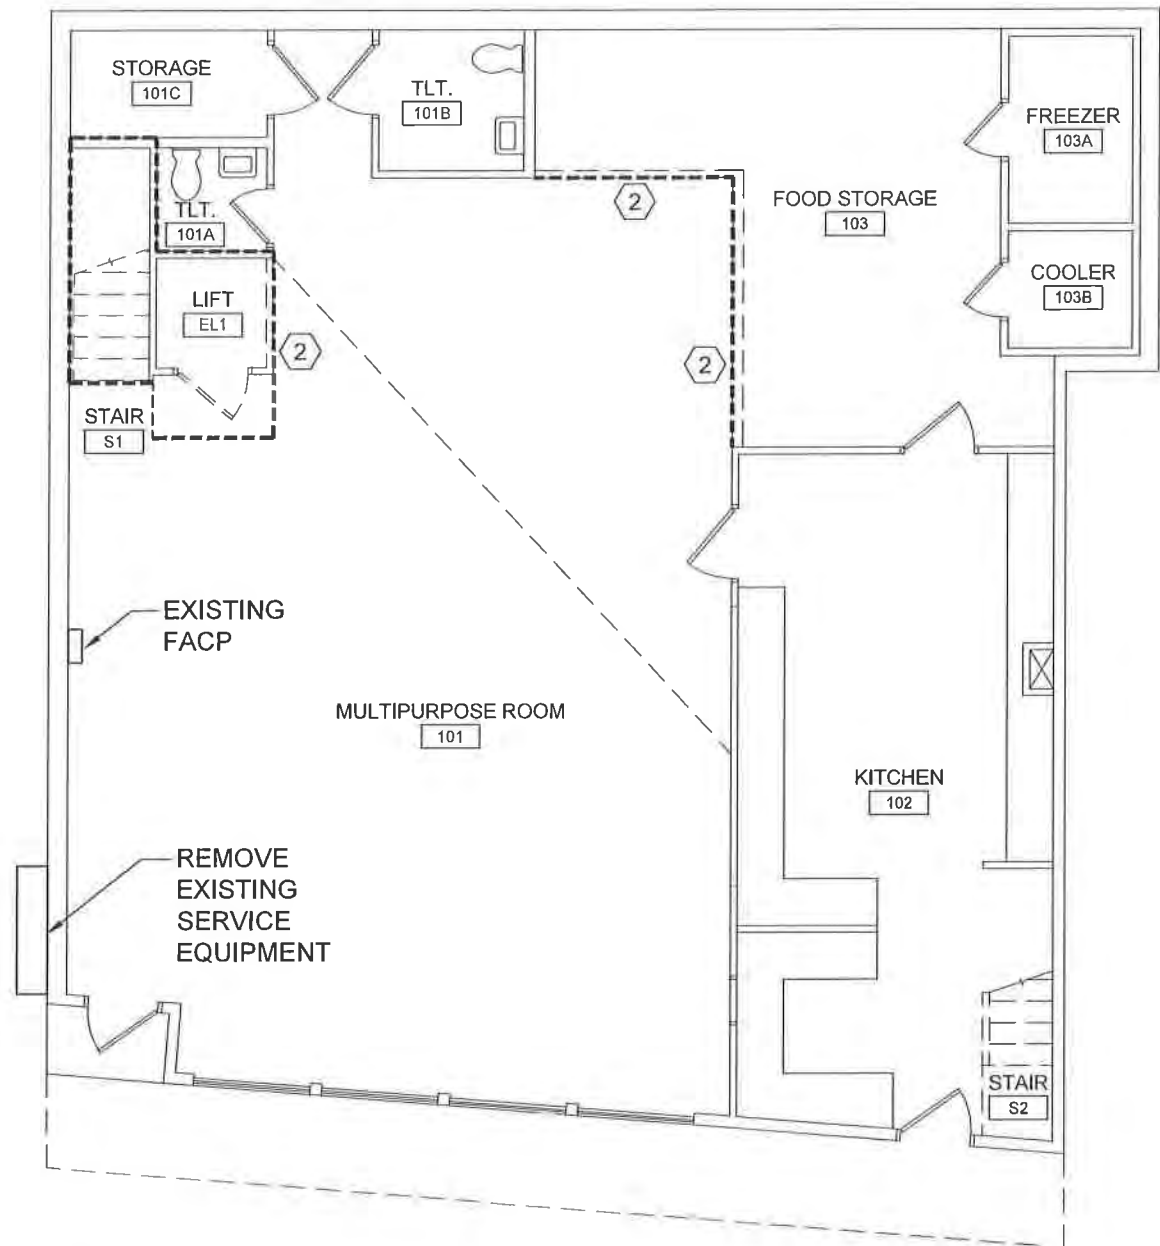 STORAGE
101C
TLT.
101B
FREEZER
103A
2
FOOD STORAGE
103
TLT.
101A
COOLER
103B
LIFT
EL1
2
2
STAIR
S1
EXISTING
FACP
MULTIPURPOSE ROOM
101
KITCHEN
102
REMOVE
EXISTING
SERVICE
EQUIPMENT
STAIR
S2